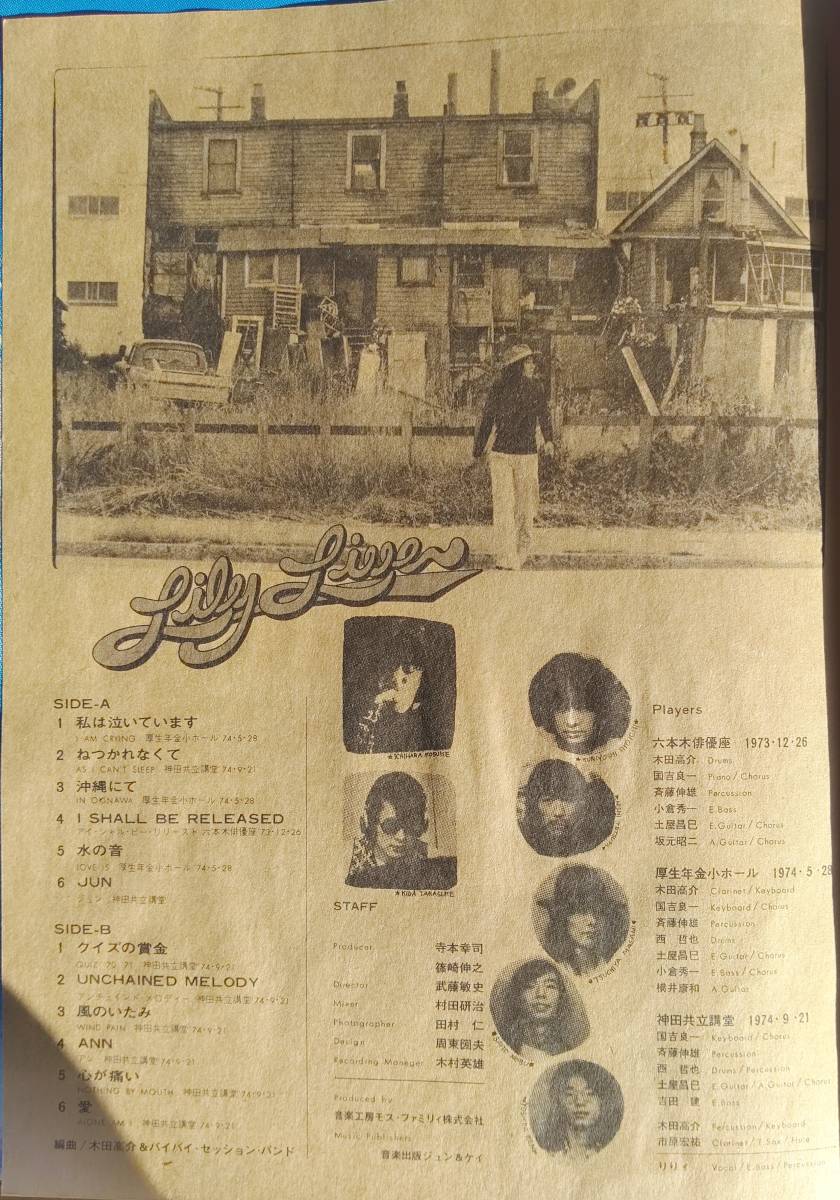 Lily Live
SIDE-A
1 私は泣いています
I AM CRYING 厚生年金小ホール 74・5・28
2 ねつかれなくて
AS I CAN'T SLEEP 神田共立講堂 74・9・21
3 沖縄にて
IN OKINAWA 厚生年金小ホール 74・5・28
4 I SHALL BE RELEASED
アイ・シャル・ビー・リリースト 六本木俳優座 73・12・26
5 水の音
LOVE IS 厚生年金小ホール 74・5・28
6 JUN
ジュン 神田共立講堂
SIDE-B
1 クイズの賞金
QUIZ 70 71 神田共立講堂 74・9・21
2 UNCHAINED MELODY
アンチェインド メロディー 神田共立講堂 74・9・21
3 風のいたみ
WIND PAIN 神田共立講堂 74・9・21
4 ANN
アン 神田共立講堂 74・9・21
5 心が痛い
NOTHING BY MOUTH 神田共立講堂 74・9・21
6 愛
ALONE AM I 神田共立講堂 74・9・21
編曲/木田高介&バイバイ・セッション・バンド
★ICHIHARA KOSUKE
★KIDA TAKASUKE
★KUNIYOSHI RYOICHI★
STAFF
Producer 寺本幸司
篠崎伸之
Director 武藤敏史
Mixer 村田研治
Photographer 田村 仁
Design 周東圀夫
Recording Manager 木村英雄
Produced by
音楽工房モス・ファミリィ株式会社
Music Publishers
音楽出版ジュン&ケイ
Players
六本木俳優座 1973・12・26
木田高介 Drums
国吉良一 Piano/Chorus
斉藤伸雄 Percussion
小倉秀一 E.Bass
土屋昌巳 E.Guitar/Chorus
坂元昭二 A.Guitar/Chorus
厚生年金小ホール 1974・5・28
木田高介 Clarinet/Keyboard
国吉良一 Keyboard/Chorus
斉藤伸雄 Percussion
西 哲也 Drums
土屋昌巳 E.Guitar/Chorus
小倉秀一 E.Bass/Chorus
横井康和 A.Guitar
神田共立講堂 1974・9・21
国吉良一 Keyboard/Chorus
斉藤伸雄 Percussion
西 哲也 Drums/Percussion
土屋昌巳 E.Guitar/A.Guitar/Chorus
吉田 建 E.Bass
木田高介 Percussion/Keyboard
市原宏祐 Clarinet/T.Sax/Flute
りりィ Vocal/E.Bass/Percussion